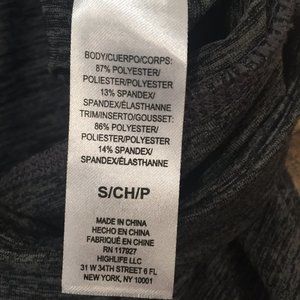 BODY/CUERPO/CORPS:
87% POLYESTER/
POLIESTER/POLYESTER
13% SPANDEX/
SPANDEX/ÉLASTHANNE
TRIM/INSERTO/GOUSSET:
86% POLYESTER/
POLIESTER/POLYESTER
14% SPANDEX/
SPANDEX/ÉLASTHANNE
S/CH/P
MADE IN CHINA
HECHO EN CHINA
FABRIQUÉ EN CHINE
RN 117927
HIGHLIFE LLC
31 W 34TH STREET 6 FL
NEW YORK, NY 10001